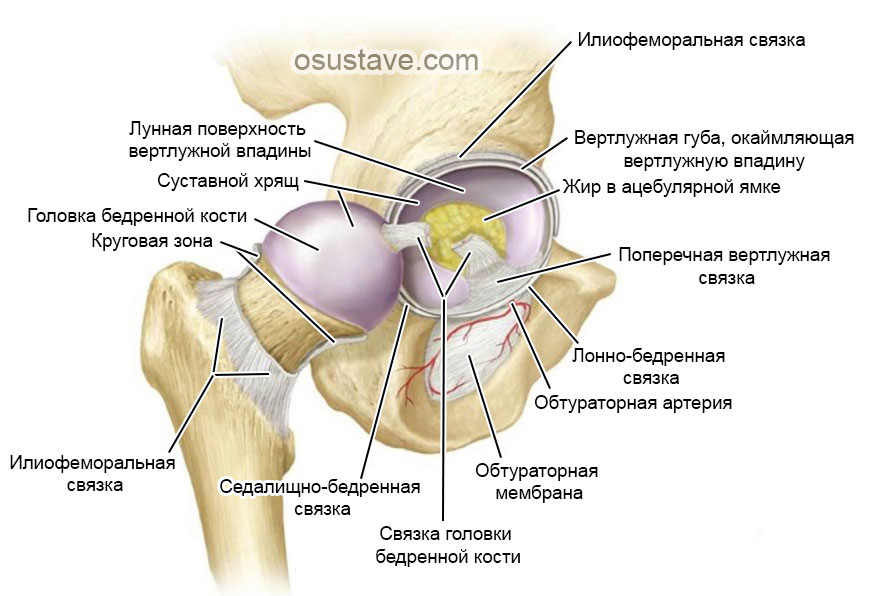 osustave.com
Илиофеморальная связка
Лунная поверхность
вертлужной впадины
Вертлужная губа, окаймляющая
вертлужную впадину
Суставной хрящ
Жир в ацебулярной ямке
Головка бедренной кости
Круговая зона
Поперечная вертлужная
связка
Лонно-бедренная
связка
Обтураторная артерия
Илиофеморальная
связка
Седалищно-бедренная
связка
Обтураторная
мембрана
Связка головки
бедренной кости